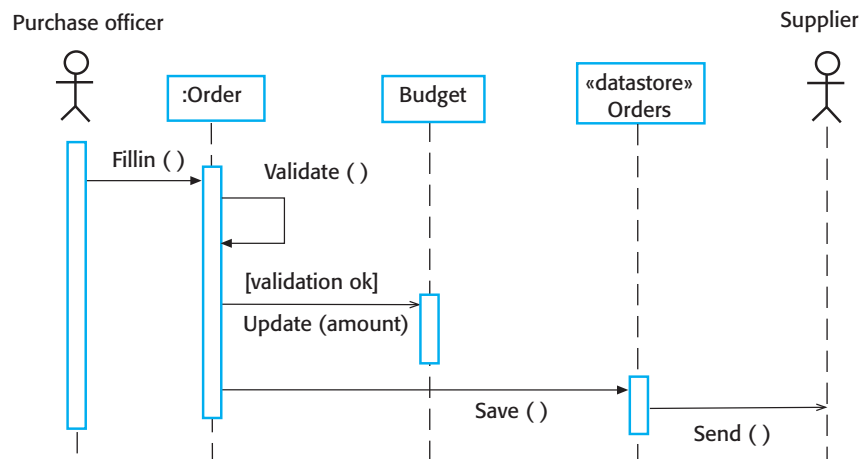 Purchase officer
Supplier
:Order
Budget
«datastore»
Orders
Fillin ( )
Validate ( )
[validation ok]
Update (amount)
Save ( )
Send ( )